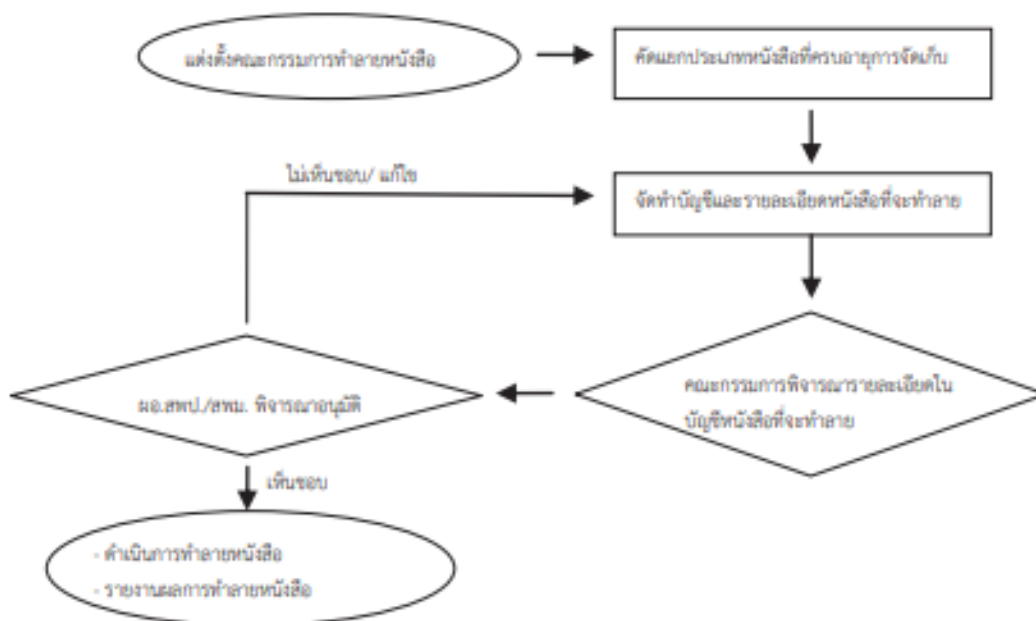 แต่งตั้งคณะกรรมการทำลายหนังสือ
คัดแยกประเภทหนังสือที่ครบอายุการจัดเก็บ
ไม่เห็นชอบ/ แก้ไข
จัดทำบัญชีและรายละเอียดหนังสือที่จะทำลาย
คณะกรรมการพิจารณารายละเอียดใน
บัญชีหนังสือที่จะทำลาย
ผอ.สพป./สพม. พิจารณาอนุมัติ
เห็นชอบ
- ดำเนินการทำลายหนังสือ
- รายงานผลการทำลายหนังสือ